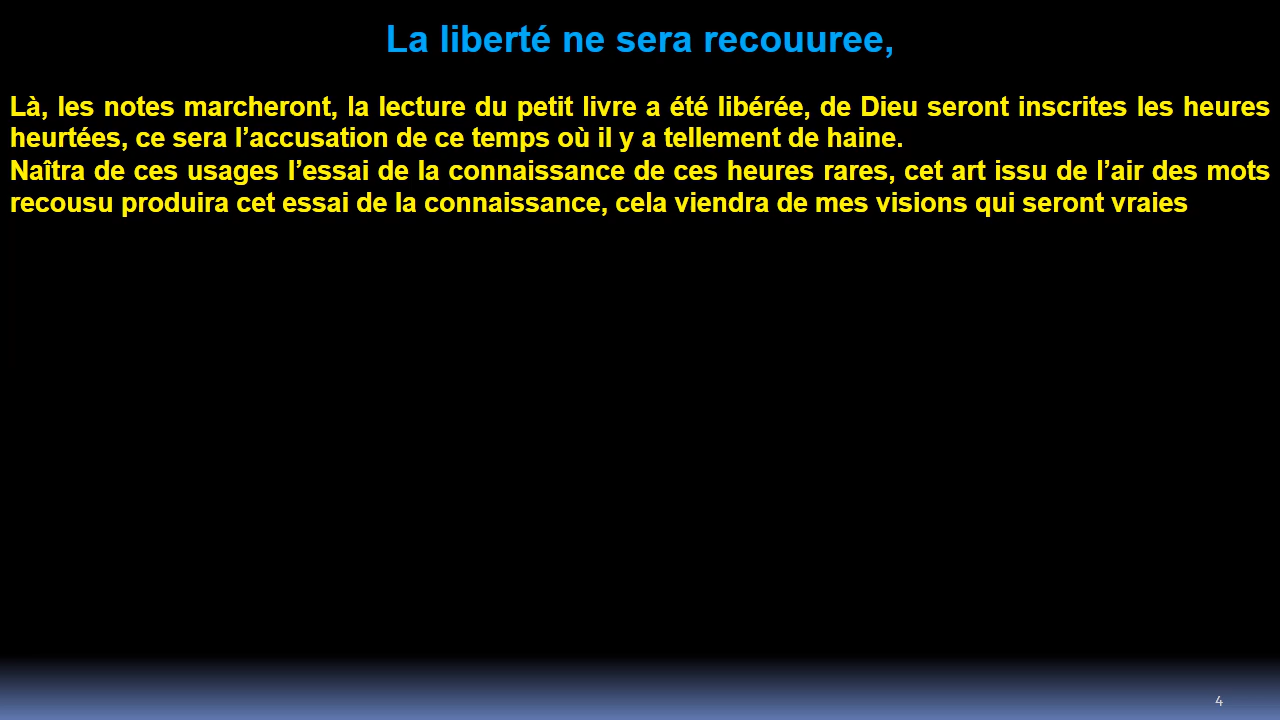 La liberté ne sera recouuree,
Là, les notes marcheront, la lecture du petit livre a été libérée, de Dieu seront inscrites les heures
heurtées, ce sera l’accusation de ce temps où il y a tellement de haine.
Naîtra de ces usages l’essai de la connaissance de ces heures rares, cet art issu de l’air des mots
recousu produira cet essai de la connaissance, cela viendra de mes visions qui seront vraies
4